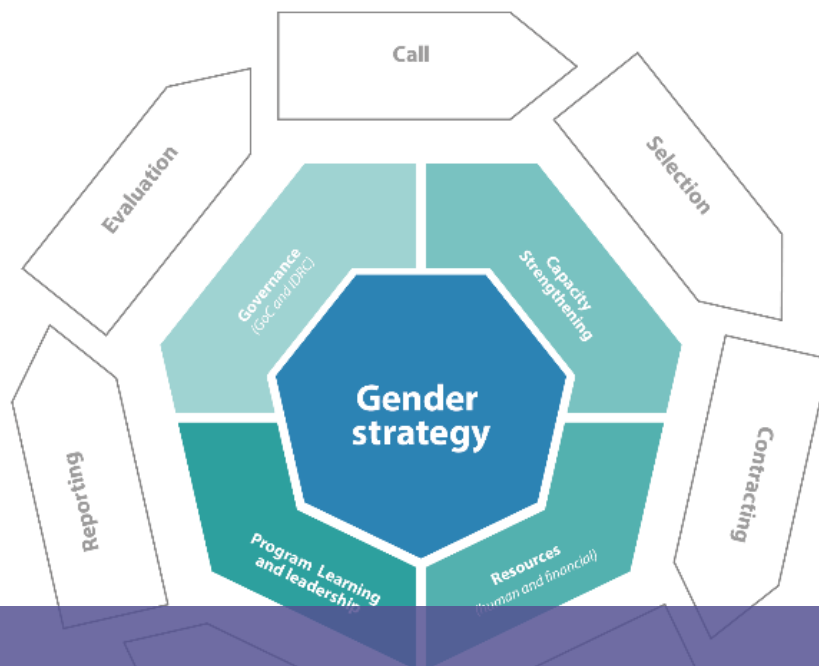 Call
Selection
Contracting
Reporting
Evaluation
Governance
(GoC and IDRC)
Capacity
Strengthening
Gender
strategy
Program Learning
and leadership
Resources
(human and financial)